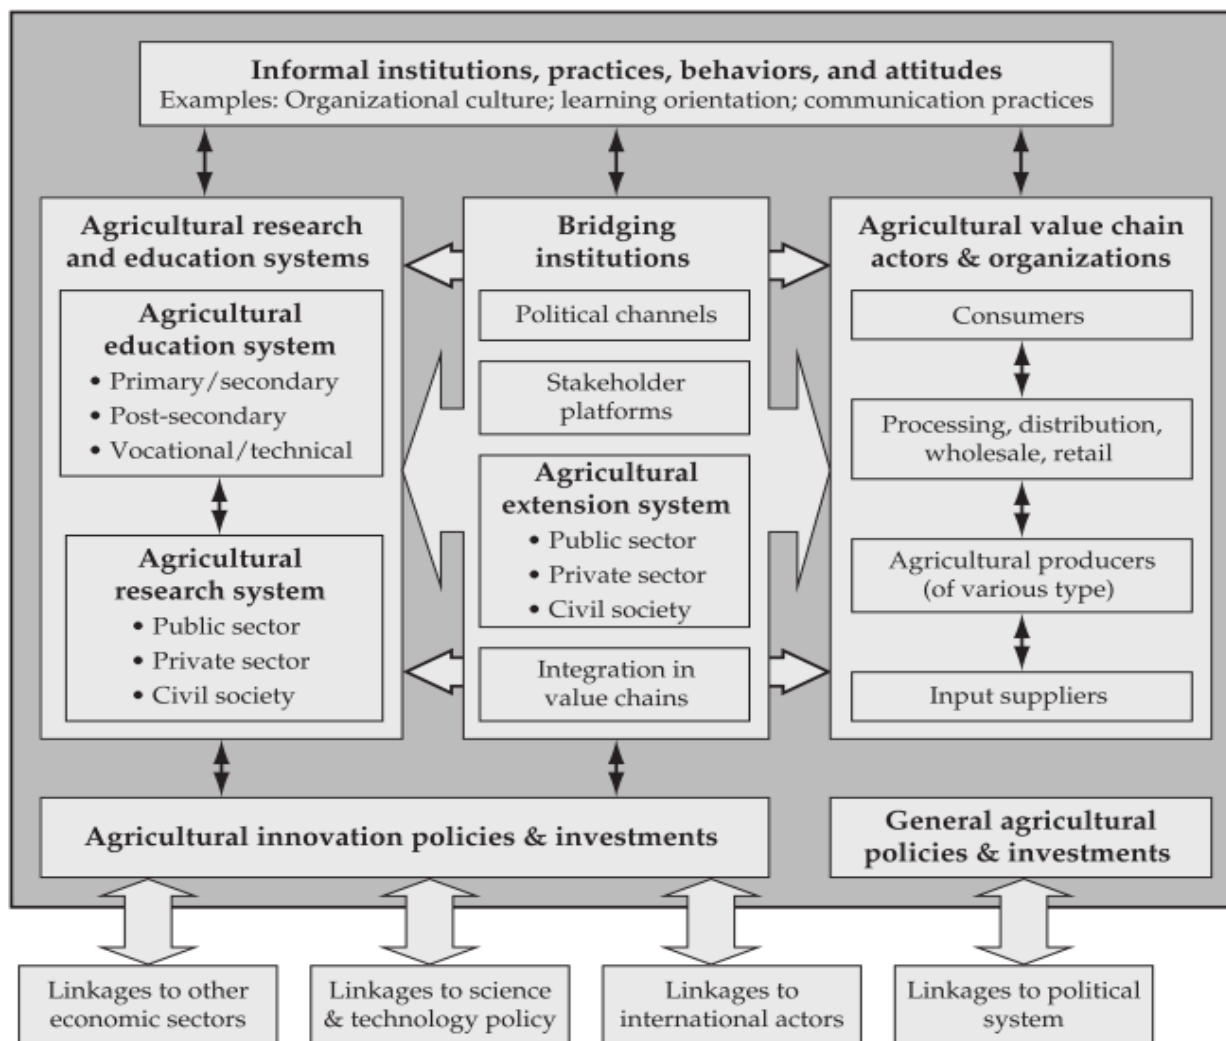 Informal institutions, practices, behaviors, and attitudes
Examples: Organizational culture; learning orientation; communication practices
Agricultural research
and education systems
Agricultural
education system
• Primary/secondary
• Post-secondary
• Vocational/technical
Agricultural
research system
• Public sector
• Private sector
• Civil society
Bridging
institutions
Political channels
Stakeholder
platforms
Agricultural
extension system
• Public sector
• Private sector
• Civil society
Integration in
value chains
Agricultural value chain
actors & organizations
Consumers
Processing, distribution,
wholesale, retail
Agricultural producers
(of various type)
Input suppliers
Agricultural innovation policies & investments
General agricultural
policies & investments
Linkages to other
economic sectors
Linkages to science
& technology policy
Linkages to
international actors
Linkages to political
system